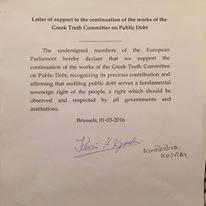 Letter of support to the continuation of the works of the
Greek Truth Committee on Public Debt
The undersigned members of the European
Parliament hereby declare that we support the
continuation of the works of the Greek Truth Committee
on Public Debt, recognizing its precious contribution and
affirming that auditing public debt serves a fundamental
sovereign right of the people, a right which should be
observed and respected by all governments and
institutions.
Brussels, 01-03-2016